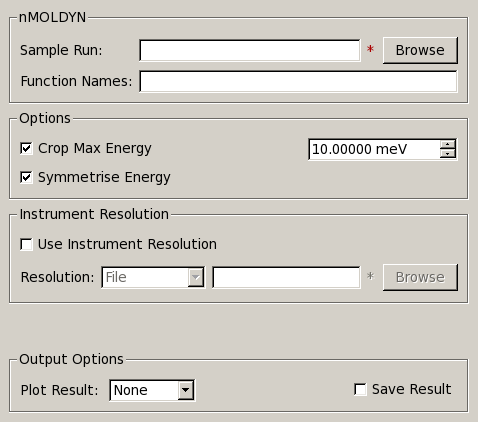 nMOLDYN
Sample Run: * Browse
Function Names:
Options
Crop Max Energy 10.00000 meV
Symmetrise Energy
Instrument Resolution
Use Instrument Resolution
Resolution: File * Browse
Output Options
Plot Result: None Save Result